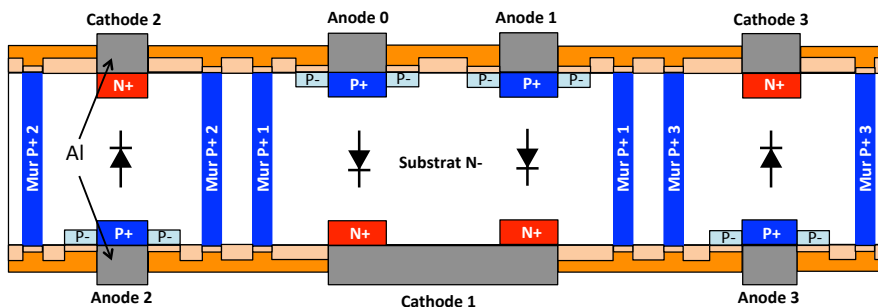 Cathode 2
Anode 0
Anode 1
Cathode 3
P-
P-
P-
P-
N+
P+
P+
N+
Mur P+ 2
Mur P+ 2
Mur P+ 1
Mur P+ 1
Mur P+ 3
Mur P+ 3
Al
Substrat N-
P-
P+
P-
N+
N+
P-
P+
P-
Anode 2
Cathode 1
Anode 3